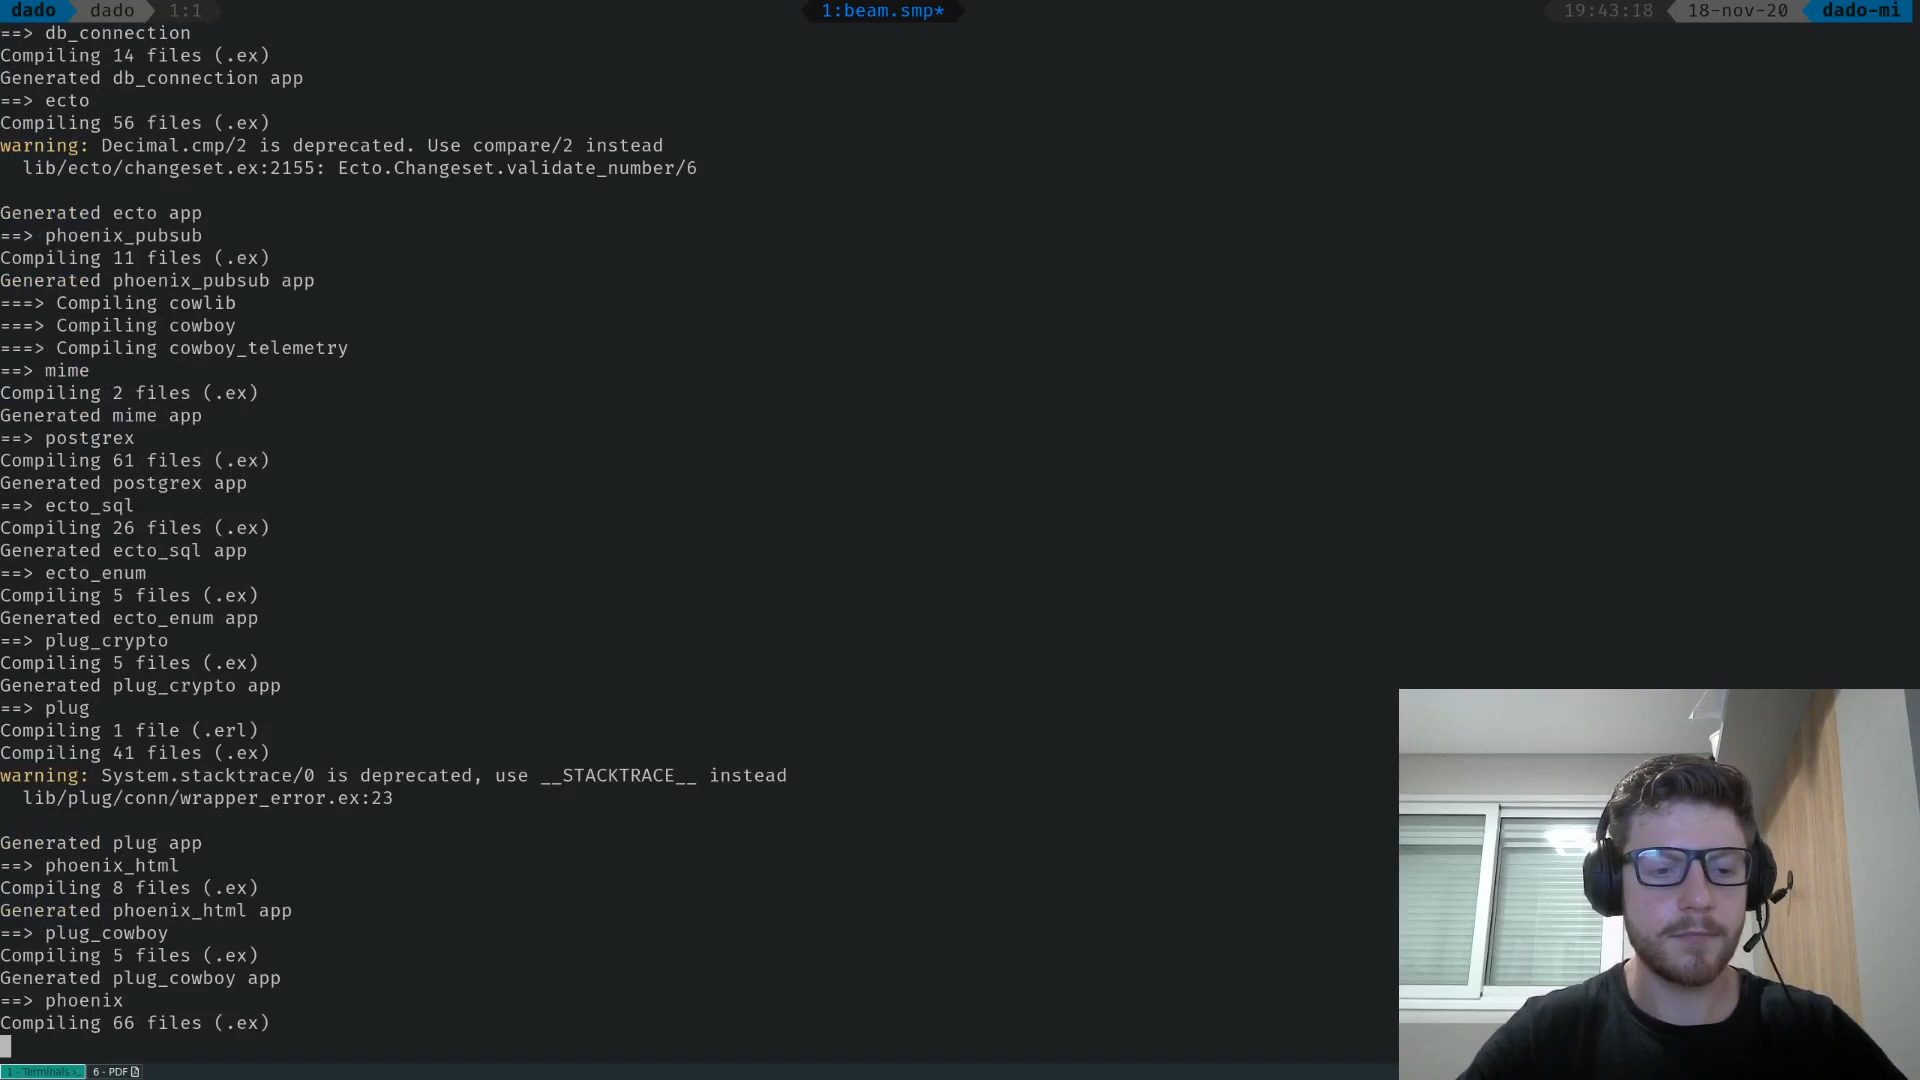 dado dado 1:1 1:beam.smp* 19:43:18 18-nov-20 dado-mi
==> db_connection
Compiling 14 files (.ex)
Generated db_connection app
==> ecto
Compiling 56 files (.ex)
warning: Decimal.cmp/2 is deprecated. Use compare/2 instead
  lib/ecto/changeset.ex:2155: Ecto.Changeset.validate_number/6
Generated ecto app
==> phoenix_pubsub
Compiling 11 files (.ex)
Generated phoenix_pubsub app
===> Compiling cowlib
===> Compiling cowboy
===> Compiling cowboy_telemetry
==> mime
Compiling 2 files (.ex)
Generated mime app
==> postgrex
Compiling 61 files (.ex)
Generated postgrex app
==> ecto_sql
Compiling 26 files (.ex)
Generated ecto_sql app
==> ecto_enum
Compiling 5 files (.ex)
Generated ecto_enum app
==> plug_crypto
Compiling 5 files (.ex)
Generated plug_crypto app
==> plug
Compiling 1 file (.erl)
Compiling 41 files (.ex)
warning: System.stacktrace/0 is deprecated, use __STACKTRACE__ instead
  lib/plug/conn/wrapper_error.ex:23
Generated plug app
==> phoenix_html
Compiling 8 files (.ex)
Generated phoenix_html app
==> plug_cowboy
Compiling 5 files (.ex)
Generated plug_cowboy app
==> phoenix
Compiling 66 files (.ex)
1 - Terminals 6 - PDF